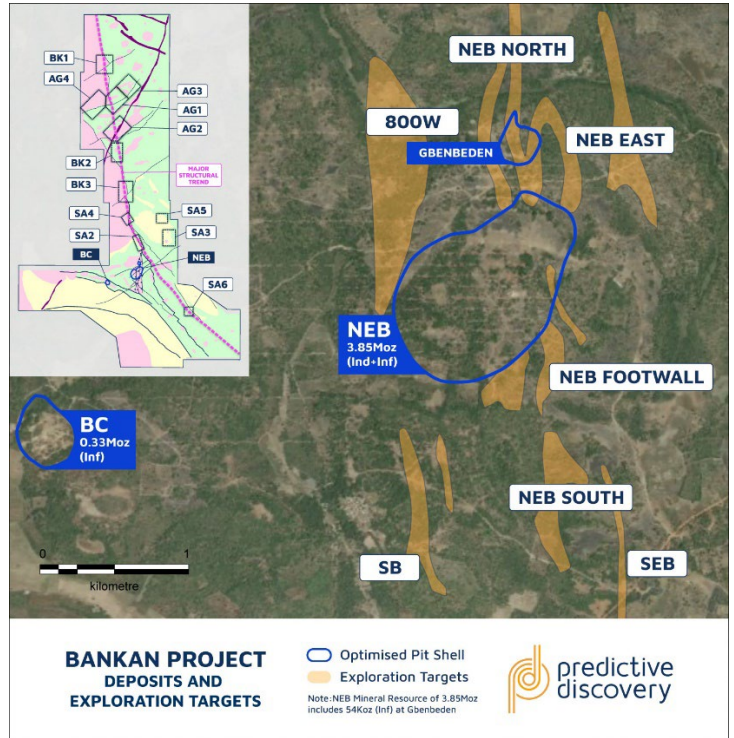 BK1
AG4
AG3
AG1
AG2
BK2
MAJOR
STRUCTURAL
TREND
BK3
SA4
SA5
SA2
SA3
BC
NEB
SA6
NEB NORTH
800W
GBENBEDEN
NEB EAST
NEB
3.85Moz
(Ind+Inf)
NEB FOOTWALL
BC
0.33Moz
(Inf)
NEB SOUTH
SB
SEB
0 1
kilometre
BANKAN PROJECT
DEPOSITS AND
EXPLORATION TARGETS
Optimised Pit Shell
Exploration Targets
Note:NEB Mineral Resource of 3.85Moz
includes 54Koz (Inf) at Gbenbeden
predictive
discovery